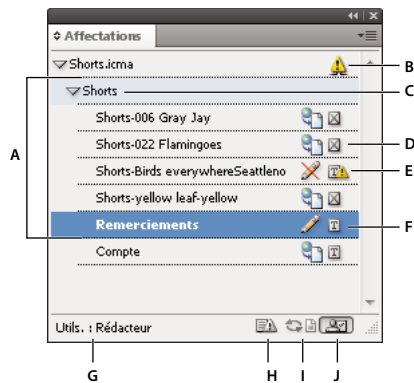 Affectations
Shorts.icma
B
Shorts
C
A
Shorts-006 Gray Jay
Shorts-022 Flamingoes
D
Shorts-Birds everywhereSeattleno
T
E
Shorts-yellow leaf-yellow
Remerciements
T
F
Compte
T
Utils. : Rédacteur
G
H
I
J